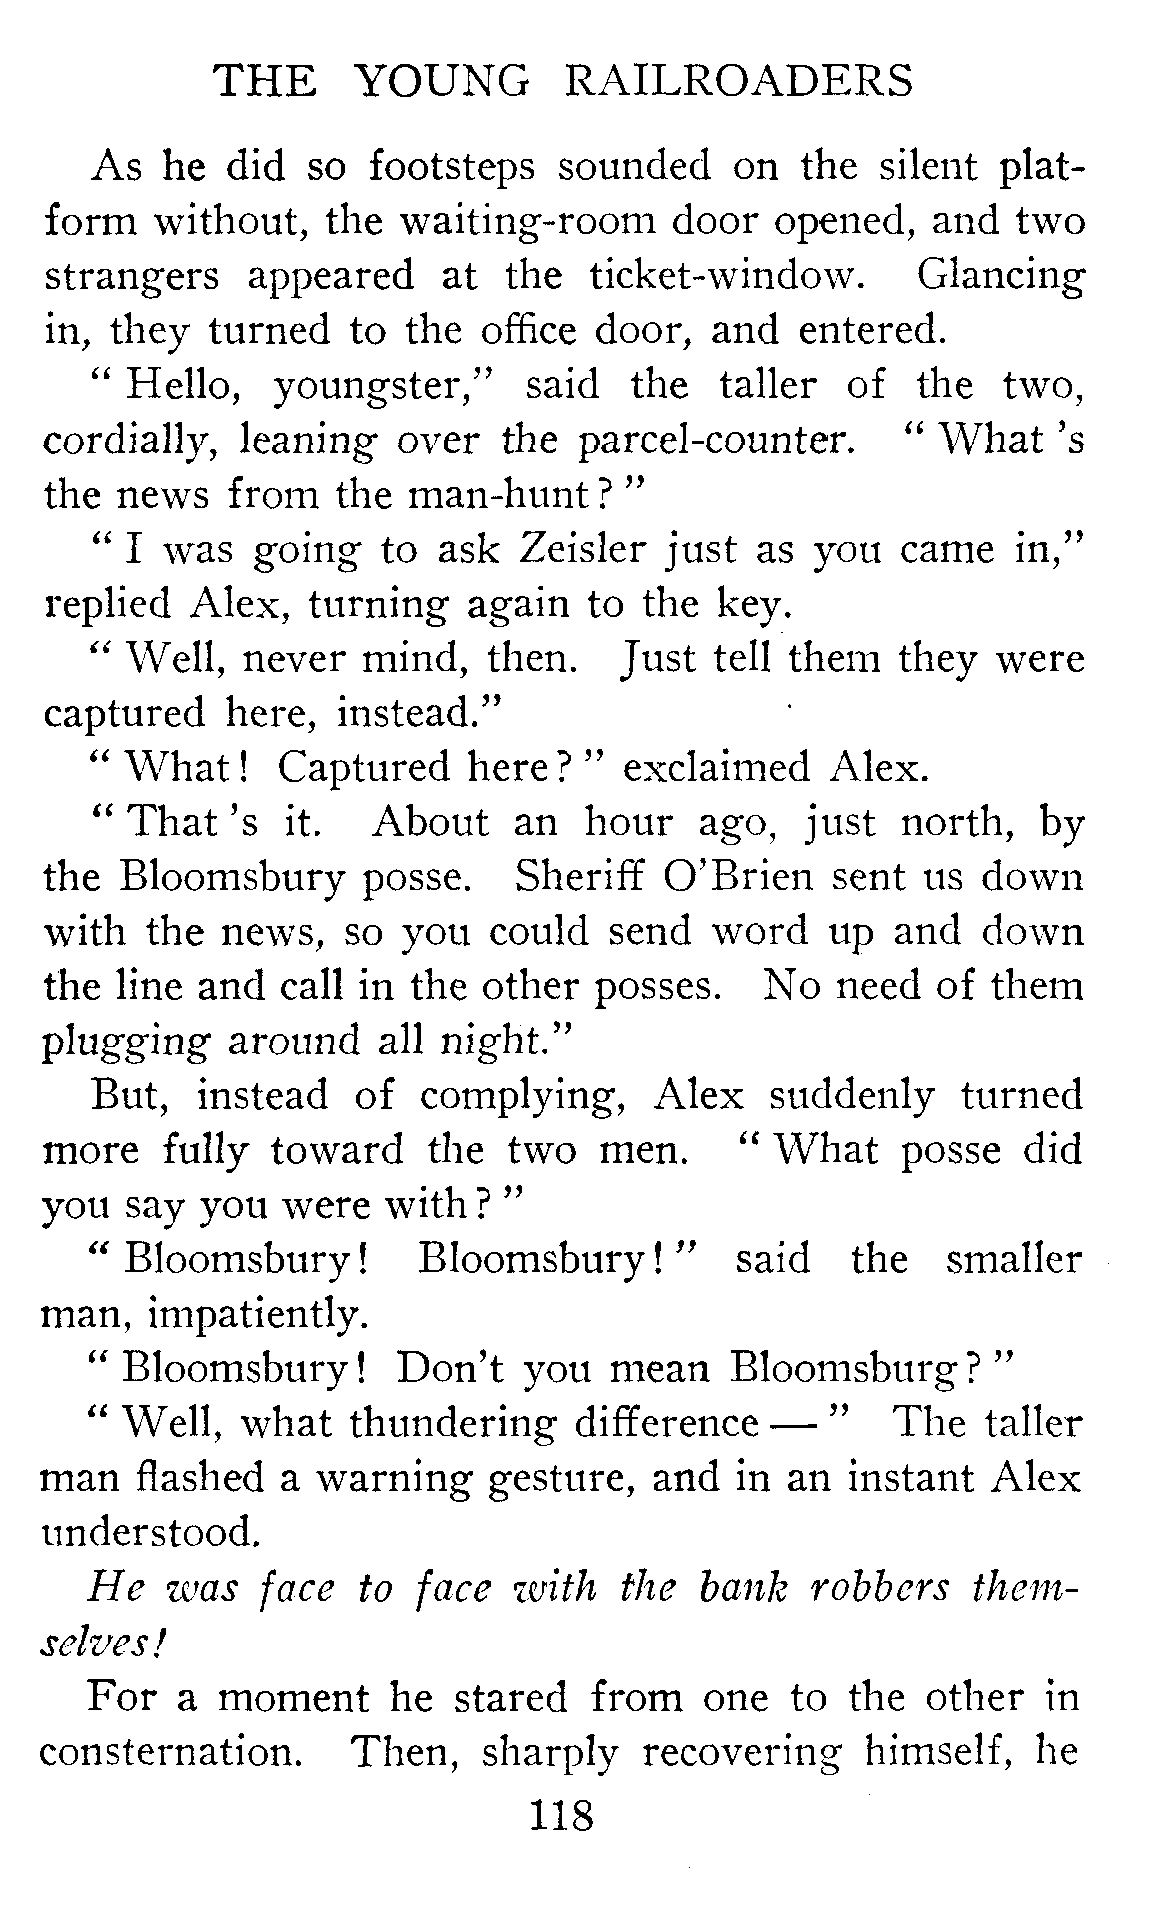 THE YOUNG RAILROADERS
As he did so footsteps sounded on the silent plat-
form without, the waiting-room door opened, and two
strangers appeared at the ticket-window. Glancing
in, they turned to the office door, and entered.
“ Hello, youngster,” said the taller of the two,
cordially, leaning over the parcel-counter. “ What 's
the news from the man-hunt? ”
“ I was going to ask Zeisler just as you came in,”
replied Alex, turning again to the key.
“ Well, never mind, then. Just tell them they were
captured here, instead.”
“ What! Captured here? ” exclaimed Alex.
“ That 's it. About an hour ago, just north, by
the Bloomsbury posse. Sheriff O'Brien sent us down
with the news, so you could send word up and down
the line and call in the other posses. No need of them
plugging around all night.”
But, instead of complying, Alex suddenly turned
more fully toward the two men. “ What posse did
you say you were with? ”
“ Bloomsbury! Bloomsbury! ” said the smaller
man, impatiently.
“ Bloomsbury! Don't you mean Bloomsburg? ”
“ Well, what thundering difference — ” The taller
man flashed a warning gesture, and in an instant Alex
understood.
He was face to face with the bank robbers them-
selves!
For a moment he stared from one to the other in
consternation. Then, sharply recovering himself, he
118